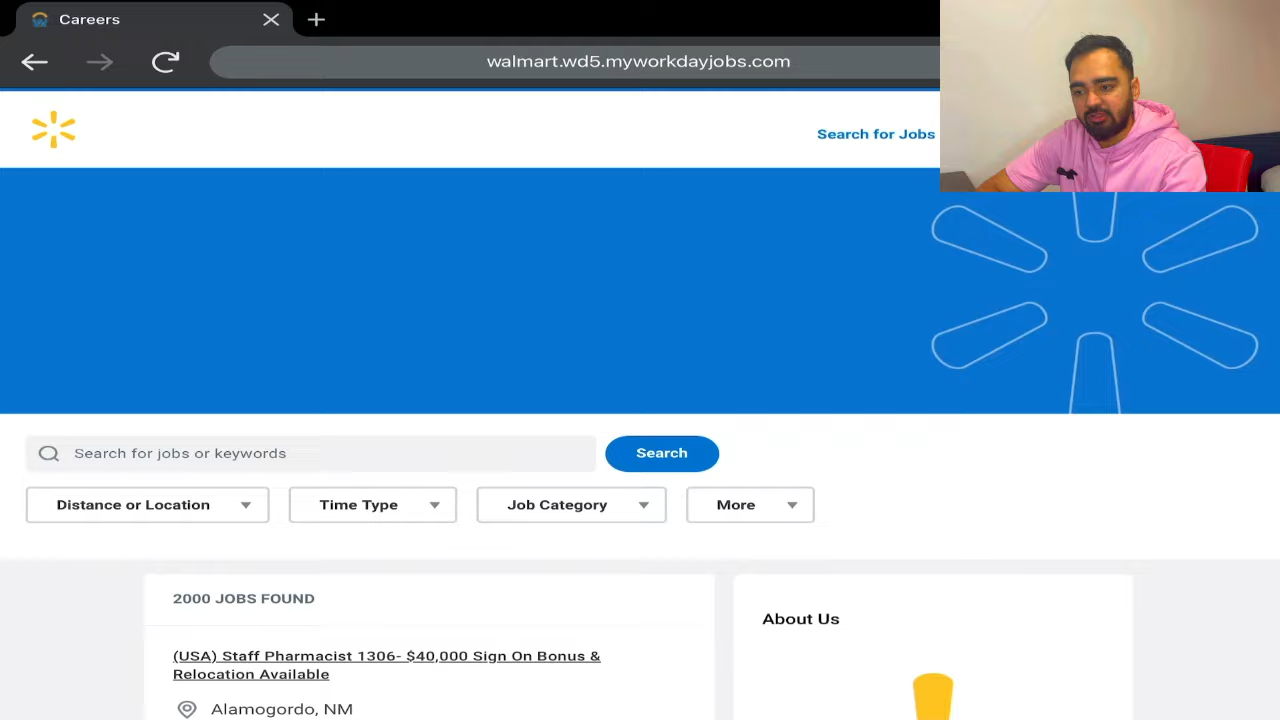 Careers
walmart.wd5.myworkdayjobs.com
Search for Jobs
Search for jobs or keywords
Search
Distance or Location
Time Type
Job Category
More
2000 JOBS FOUND
(USA) Staff Pharmacist 1306- $40,000 Sign On Bonus &
Relocation Available
Alamogordo, NM
About Us